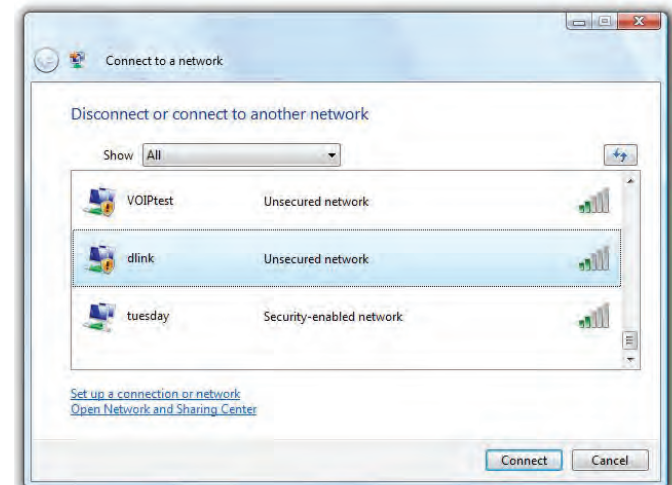 Connect to a network
Disconnect or connect to another network
Show All
VOIPtest Unsecured network
dlink Unsecured network
tuesday Security-enabled network
Set up a connection or network
Open Network and Sharing Center
Connect Cancel